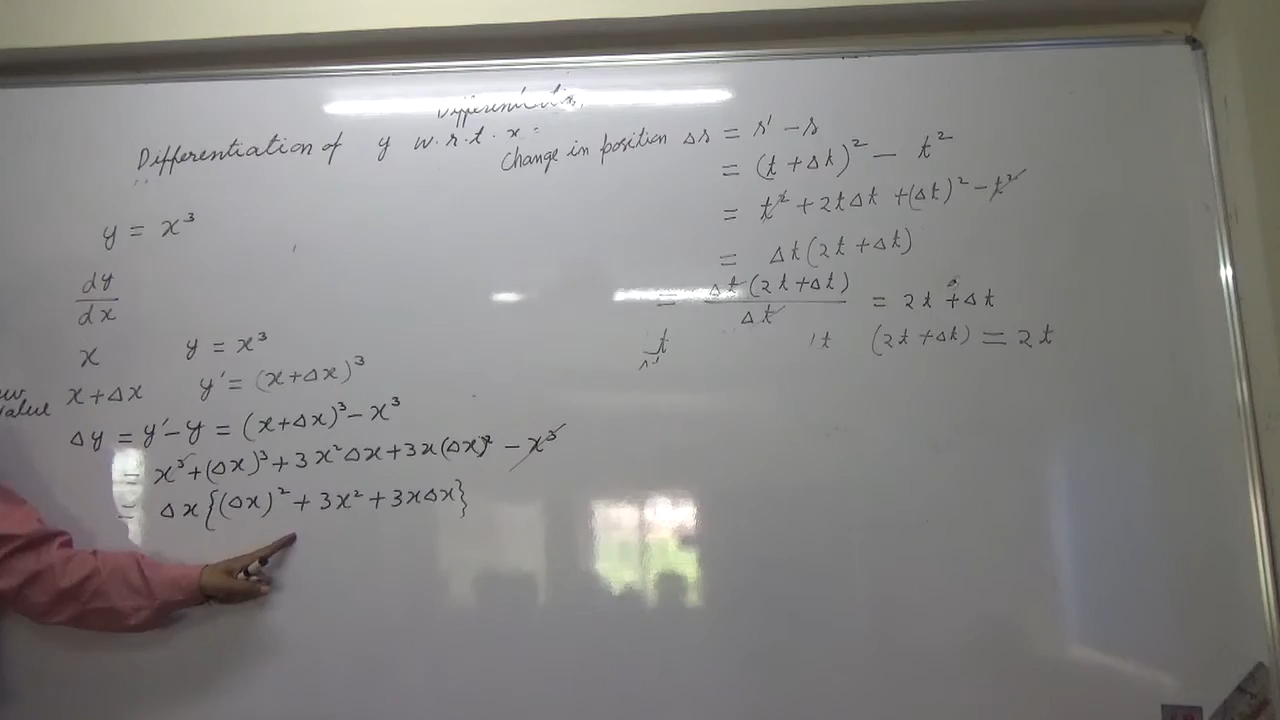 Differentiation of y w.r.t. x =
y = x³
dy/dx
x y = x³
x + Δx y' = (x+Δx)³
value
Δy = y' − y = (x+Δx)³ − x³
= x³ + (Δx)³ + 3x²Δx + 3x(Δx)² − x³
= Δx{(Δx)² + 3x² + 3xΔx}
Change in position Δs = s' − s
= (t + Δt)² − t²
= t² + 2tΔt + (Δt)² − t²
= Δt(2t + Δt)
= Δt(2t+Δt)/Δt = 2t + Δt
(2t+Δt) = 2t